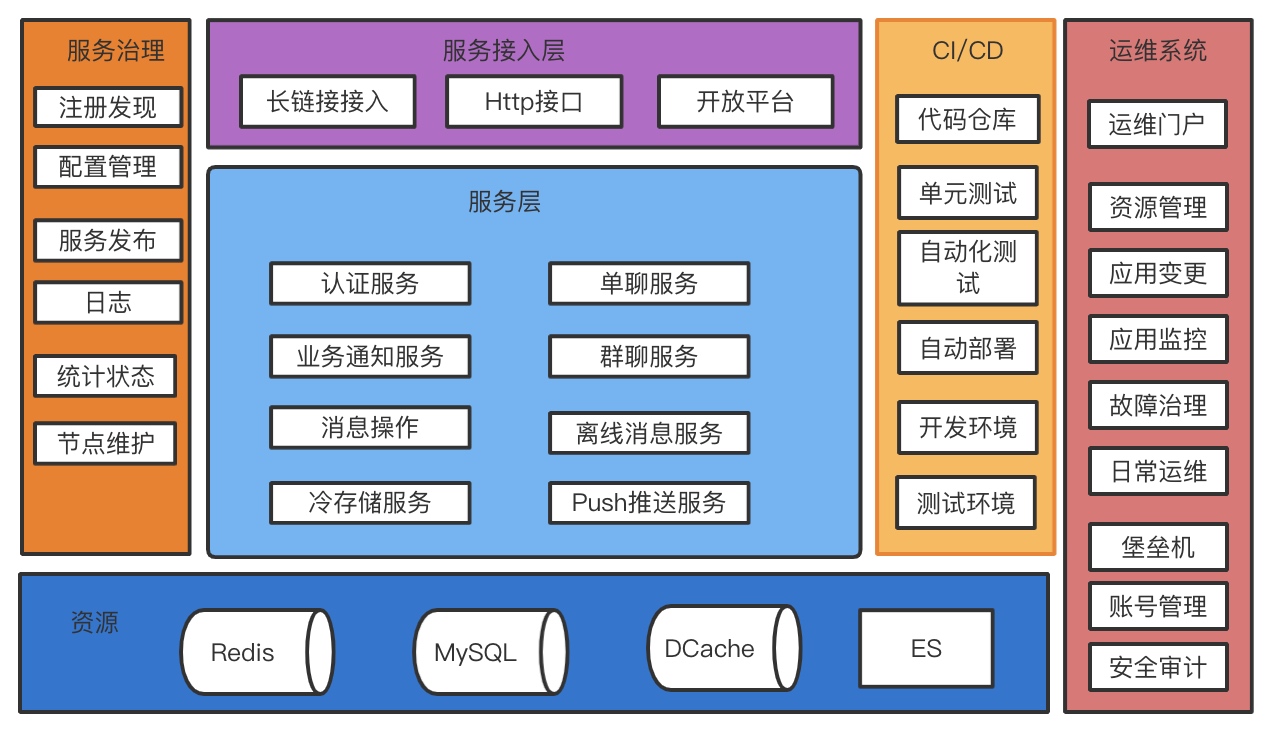 服务治理
注册发现
配置管理
服务发布
日志
统计状态
节点维护
服务接入层
长链接接入
Http接口
开放平台
服务层
认证服务
单聊服务
业务通知服务
群聊服务
消息操作
离线消息服务
冷存储服务
Push推送服务
CI/CD
代码仓库
单元测试
自动化测
试
自动部署
开发环境
测试环境
运维系统
运维门户
资源管理
应用变更
应用监控
故障治理
日常运维
堡垒机
账号管理
安全审计
资源
Redis
MySQL
DCache
ES